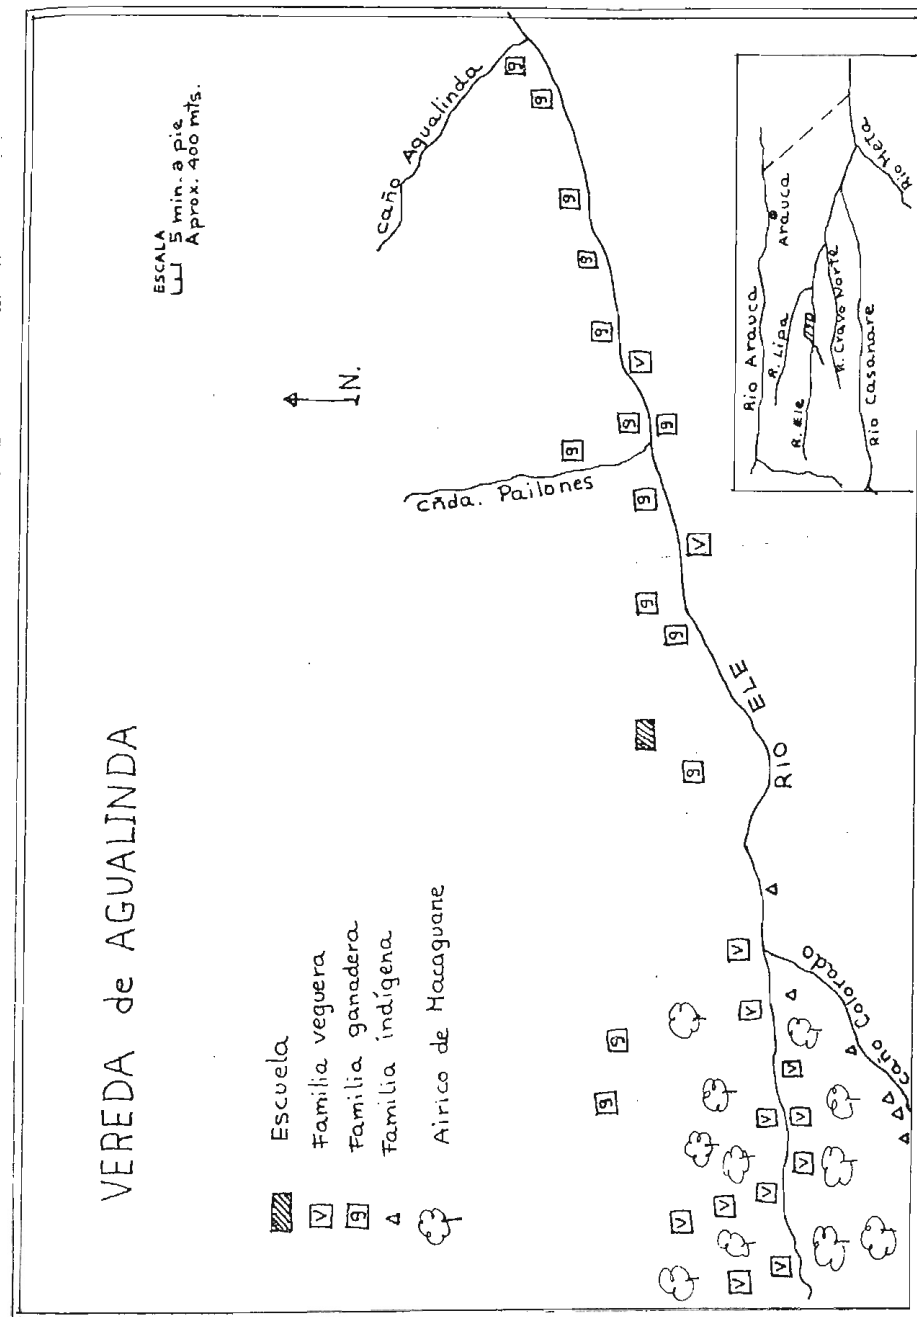 VEREDA de AGUALINDA
ESCALA
5 min. a pie
Aprox. 400 mts.
N.
Escuela
V Familia veguera
g Familia ganadera
Familia indígena
Airico de Macaguane
caño Agualinda
cñda. Pailones
RIO ELE
caño Colorado
g
g
g
g
g
V
g
g
g
g
V
g
g
g
g
g
V
V
V
V
V
V
V
V
V
V
V
Rio Arauca
Arauca
R. Lipa
R. Ele
R. Cravo Norte
Rio Casanare
Rio Meta